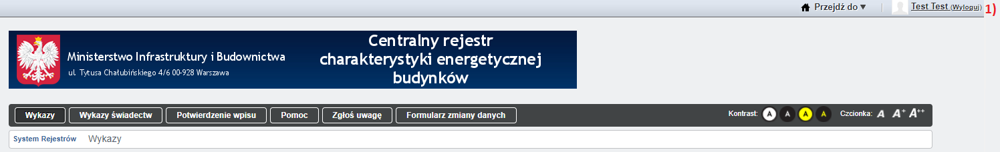 Przejdź do
Test Test (Wyloguj) 1)
Ministerstwo Infrastruktury i Budownictwa
ul. Tytusa Chałubińskiego 4/6 00-928 Warszawa
Centralny rejestr
charakterystyki energetycznej
budynków
Wykazy Wykazy świadectw Potwierdzenie wpisu Pomoc Zgłoś uwagę Formularz zmiany danych Kontrast: A A A A Czcionka: A A+ A++
System Rejestrów Wykazy